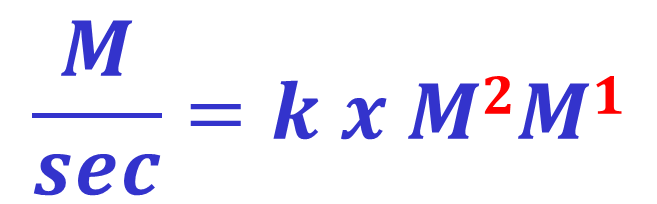 M
sec = k x M²M¹